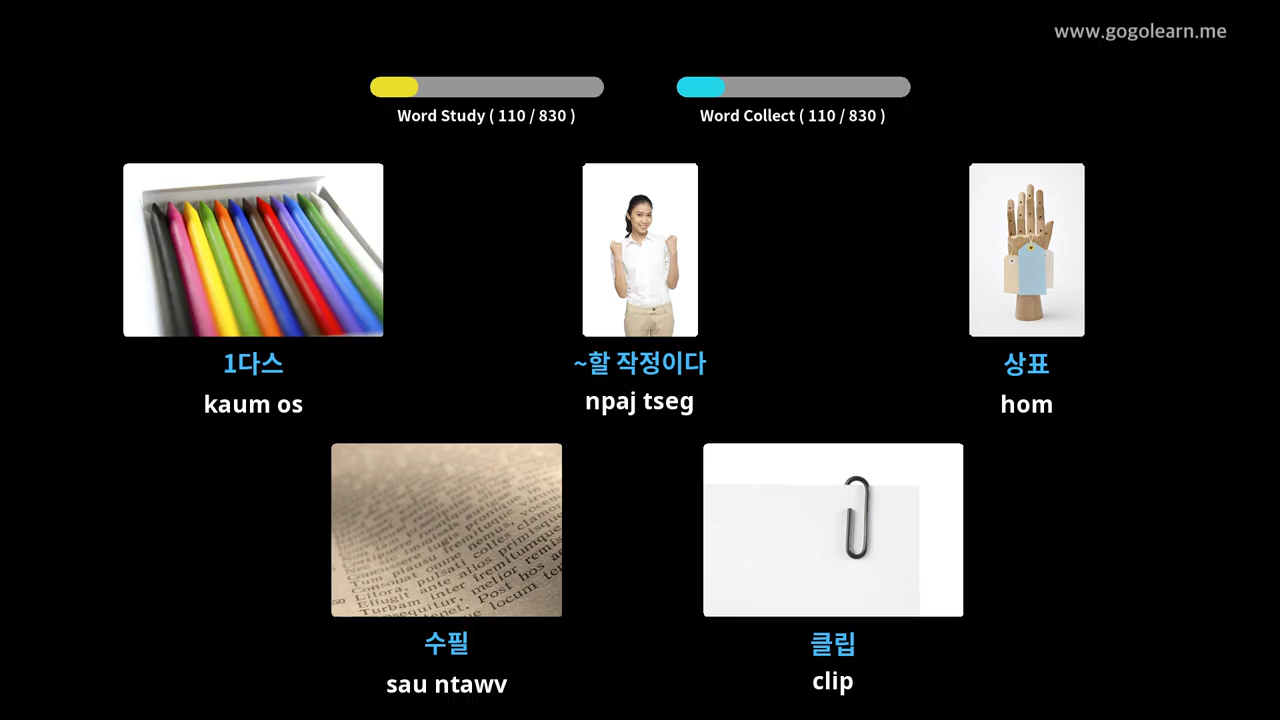 www.gogolearn.me
Word Study ( 110 / 830 )
Word Collect ( 110 / 830 )
1다스
kaum os
~할 작정이다
npaj tseg
상표
hom
수필
sau ntawv
클립
clip